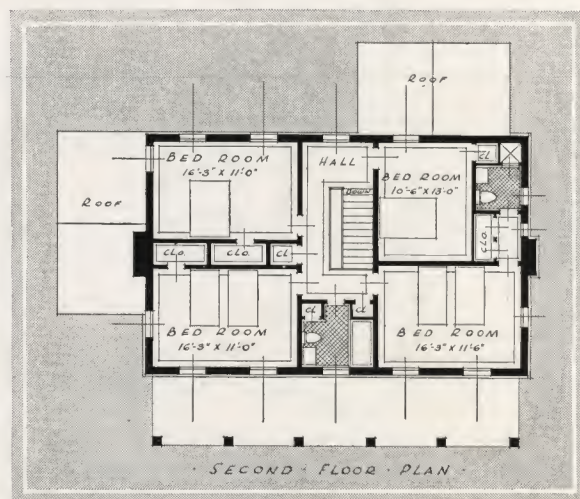 ROOF
BED ROOM
16'-3" X 11'-0"
HALL
CL.
BED ROOM
10'-6" X 13'-0"
ROOF
DOWN
CLO.
CLO.
CLO.
CL.
BED ROOM
16'-3" X 11'-0"
CL.
CL.
BED ROOM
16'-3" X 11'-6"
· SECOND · FLOOR · PLAN ·